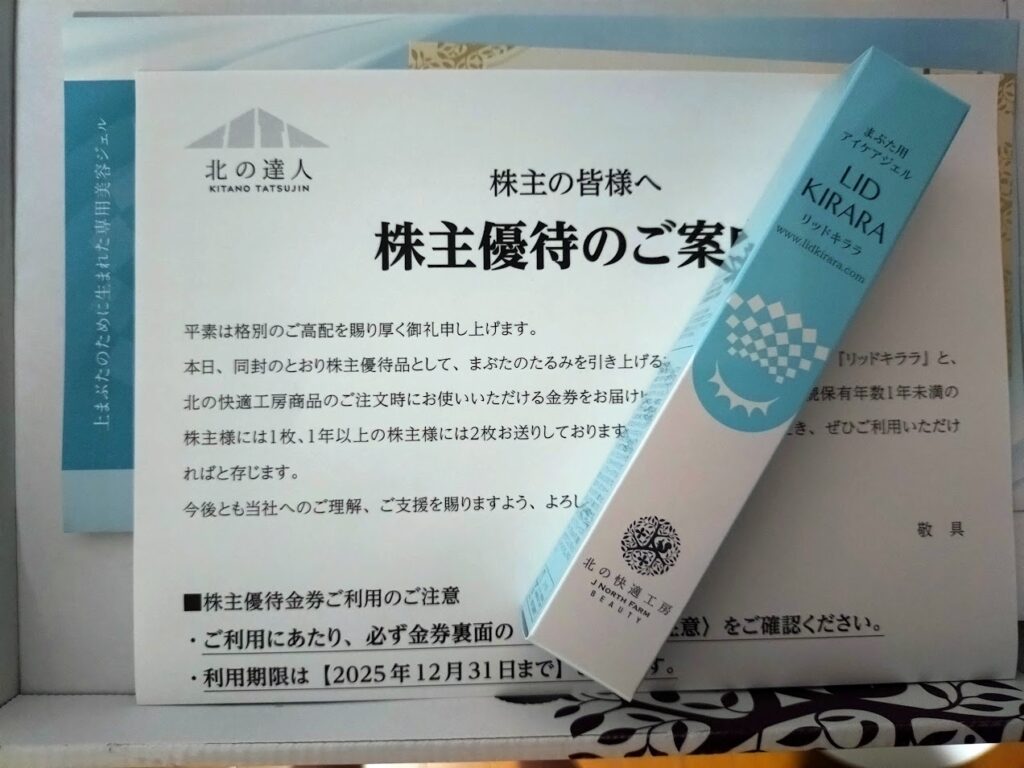 北の達人
KITANO TATSUJIN
株主の皆様へ
株主優待のご案
平素は格別のご高配を賜り厚く御礼申し上げます。
本日、同封のとおり株主優待品として、まぶたのたるみを引き上げる 『リッドキララ』と、
北の快適工房商品のご注文時にお使いいただける金券をお届け 保有年数1年未満の
株主様には1枚、1年以上の株主様には2枚お送りしております き、ぜひご利用いただけ
ればと存じます。
今後とも当社へのご理解、ご支援を賜りますよう、よろし
敬具
■株主優待金券ご利用のご注意
・ご利用にあたり、必ず金券裏面の 意〉をご確認ください。
・利用期限は【2025年12月31日まで】 す。
上まぶたのために生まれた専用美容ジェル
まぶた用
アイケアジェル
LID
KIRARA
リッドキララ
www.lidkirara.com
北の快適工房
J NORTH FARM
BEAUTY